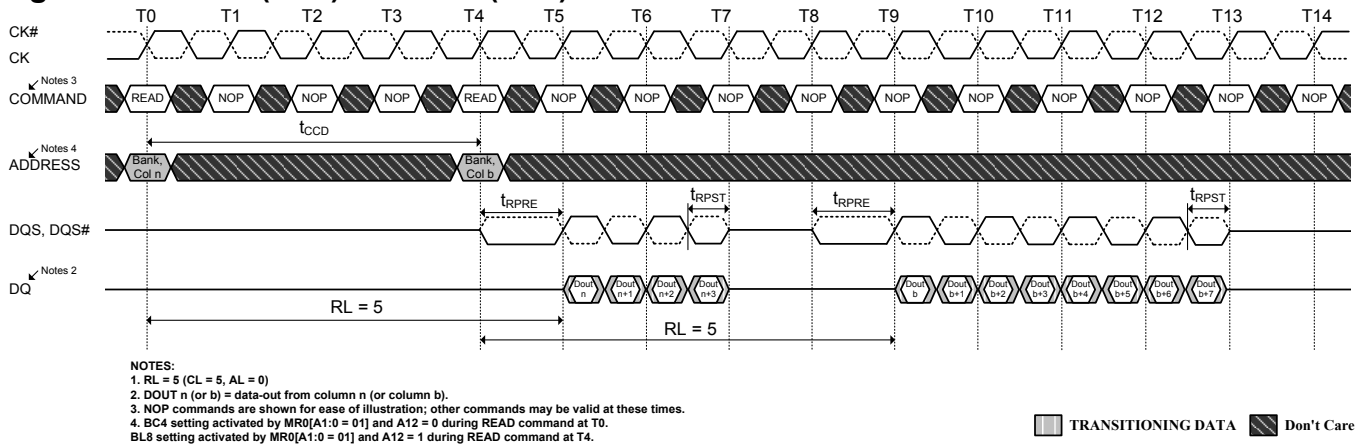 T0 T1 T2 T3 T4 T5 T6 T7 T8 T9 T10 T11 T12 T13 T14
CK#
CK
Notes 3
COMMAND READ NOP NOP NOP READ NOP NOP NOP NOP NOP NOP NOP NOP NOP NOP
tCCD
Notes 4
ADDRESS
Bank, Col n
Bank, Col b
tRPRE tRPST tRPRE tRPST
DQS, DQS#
Notes 2
DQ
Dout n Dout n+1 Dout n+2 Dout n+3 Dout b Dout b+1 Dout b+2 Dout b+3 Dout b+4 Dout b+5 Dout b+6 Dout b+7
RL = 5
RL = 5
NOTES:
1. RL = 5 (CL = 5, AL = 0)
2. DOUT n (or b) = data-out from column n (or column b).
3. NOP commands are shown for ease of illustration; other commands may be valid at these times.
4. BC4 setting activated by MR0[A1:0 = 01] and A12 = 0 during READ command at T0.
BL8 setting activated by MR0[A1:0 = 01] and A12 = 1 during READ command at T4.
TRANSITIONING DATA Don't Care